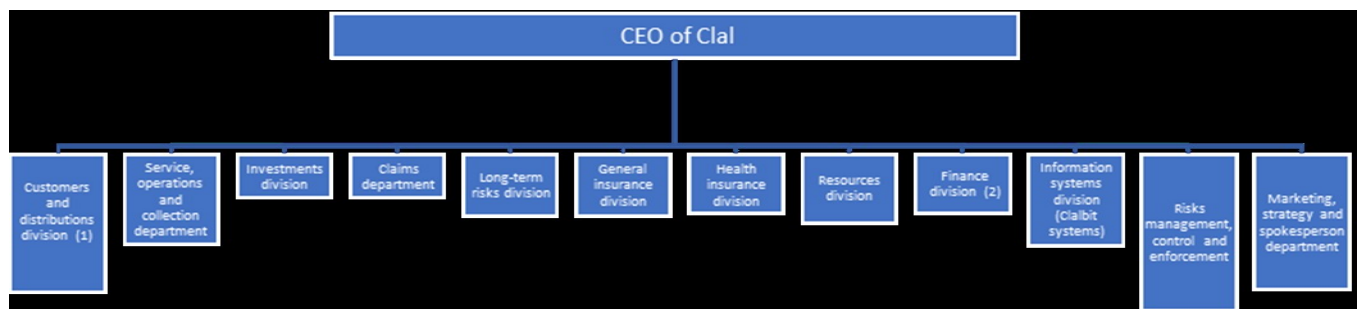 CEO of Clal
Customers
and
distributions
division (1)
Service,
operations
and
collection
department
Investments
division
Claims
department
Long-term
risks division
General
insurance
division
Health
insurance
division
Resources
division
Finance
division (2)
Information
systems
division
(Clalbit
systems)
Risks
management,
control and
enforcement
Marketing,
strategy and
spokesperson
department